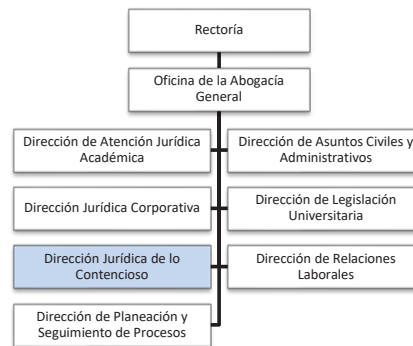 Rectoría
Oficina de la Abogacía
General
Dirección de Atención Jurídica
Académica
Dirección de Asuntos Civiles y
Administrativos
Dirección Jurídica Corporativa
Dirección de Legislación
Universitaria
Dirección Jurídica de lo
Contencioso
Dirección de Relaciones
Laborales
Dirección de Planeación y
Seguimiento de Procesos